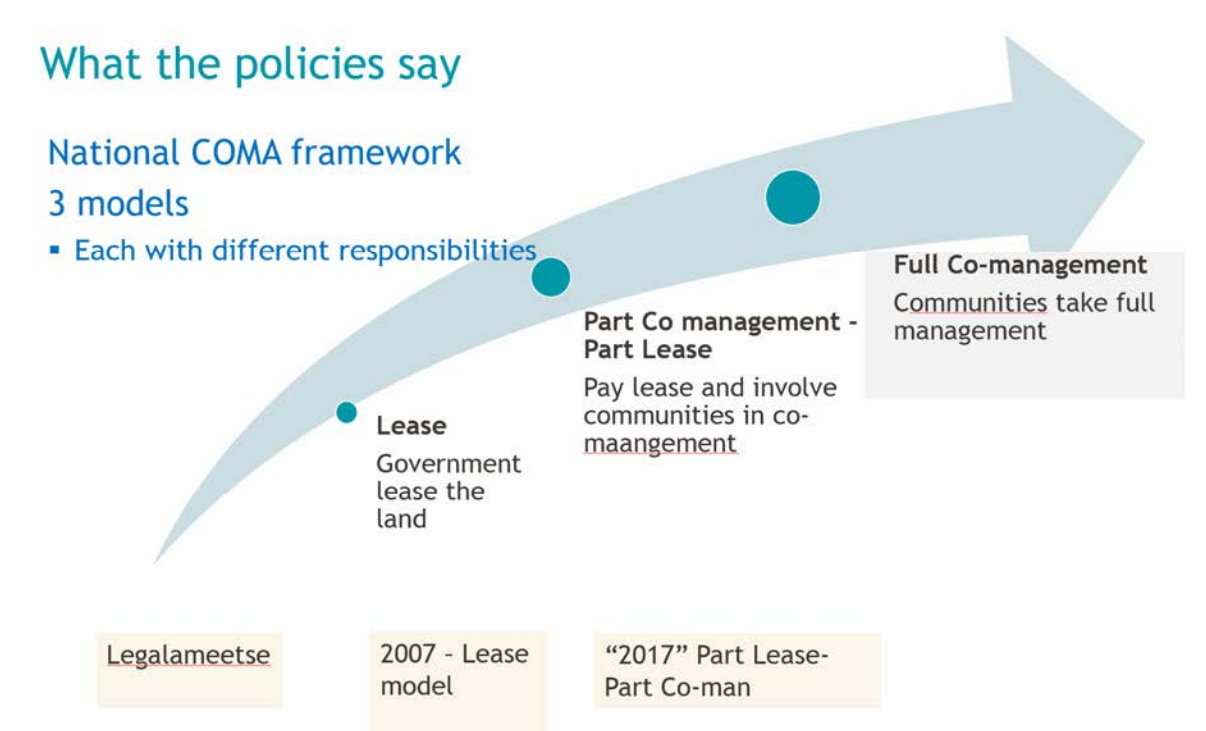 What the policies say
National COMA framework
3 models
▪ Each with different responsibilities
Full Co-management
Communities take full
management
Part Co management -
Part Lease
Pay lease and involve
communities in co-
maangement
Lease
Government
lease the
land
Legalameetse
2007 – Lease
model
“2017” Part Lease-
Part Co-man